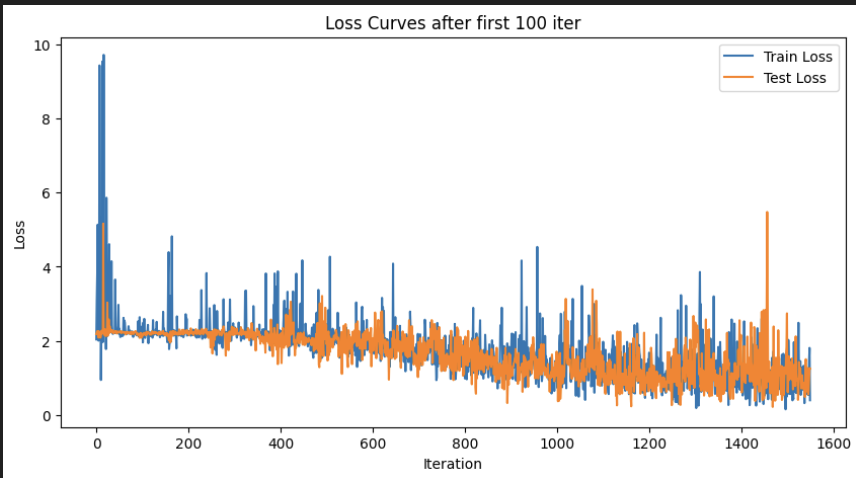 Loss Curves after first 100 iter
Train Loss
Test Loss
10
8
6
4
2
0
Loss
0 200 400 600 800 1000 1200 1400 1600
Iteration